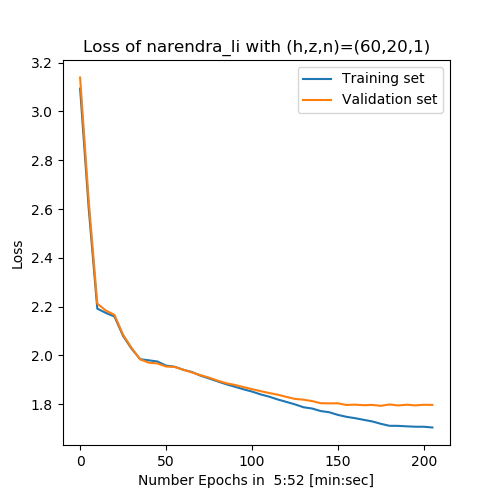 Loss of narendra_li with (h,z,n)=(60,20,1)
Training set
Validation set
3.2
3.0
2.8
2.6
2.4
2.2
2.0
1.8
Loss
0
50
100
150
200
Number Epochs in  5:52 [min:sec]